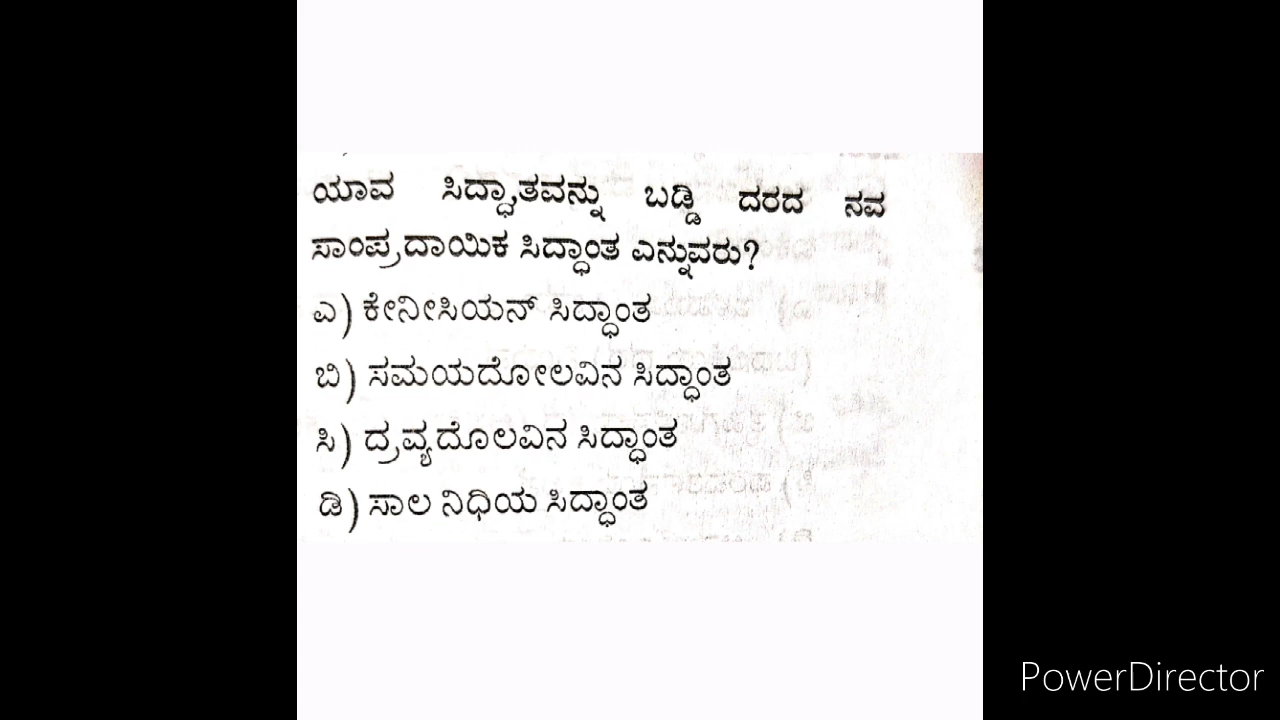 ಯಾವ ಸಿದ್ಧಾತವನ್ನು ಬಡ್ಡಿ ದರದ ನವ
ಸಾಂಪ್ರದಾಯಿಕ ಸಿದ್ಧಾಂತ ಎನ್ನುವರು?
ಎ) ಕೇನೀಸಿಯನ್ ಸಿದ್ಧಾಂತ
ಬಿ) ಸಮಯದೋಲವಿನ ಸಿದ್ಧಾಂತ
ಸಿ) ದ್ರವ್ಯದೊಲವಿನ ಸಿದ್ಧಾಂತ
ಡಿ) ಸಾಲ ನಿಧಿಯ ಸಿದ್ಧಾಂತ
PowerDirector